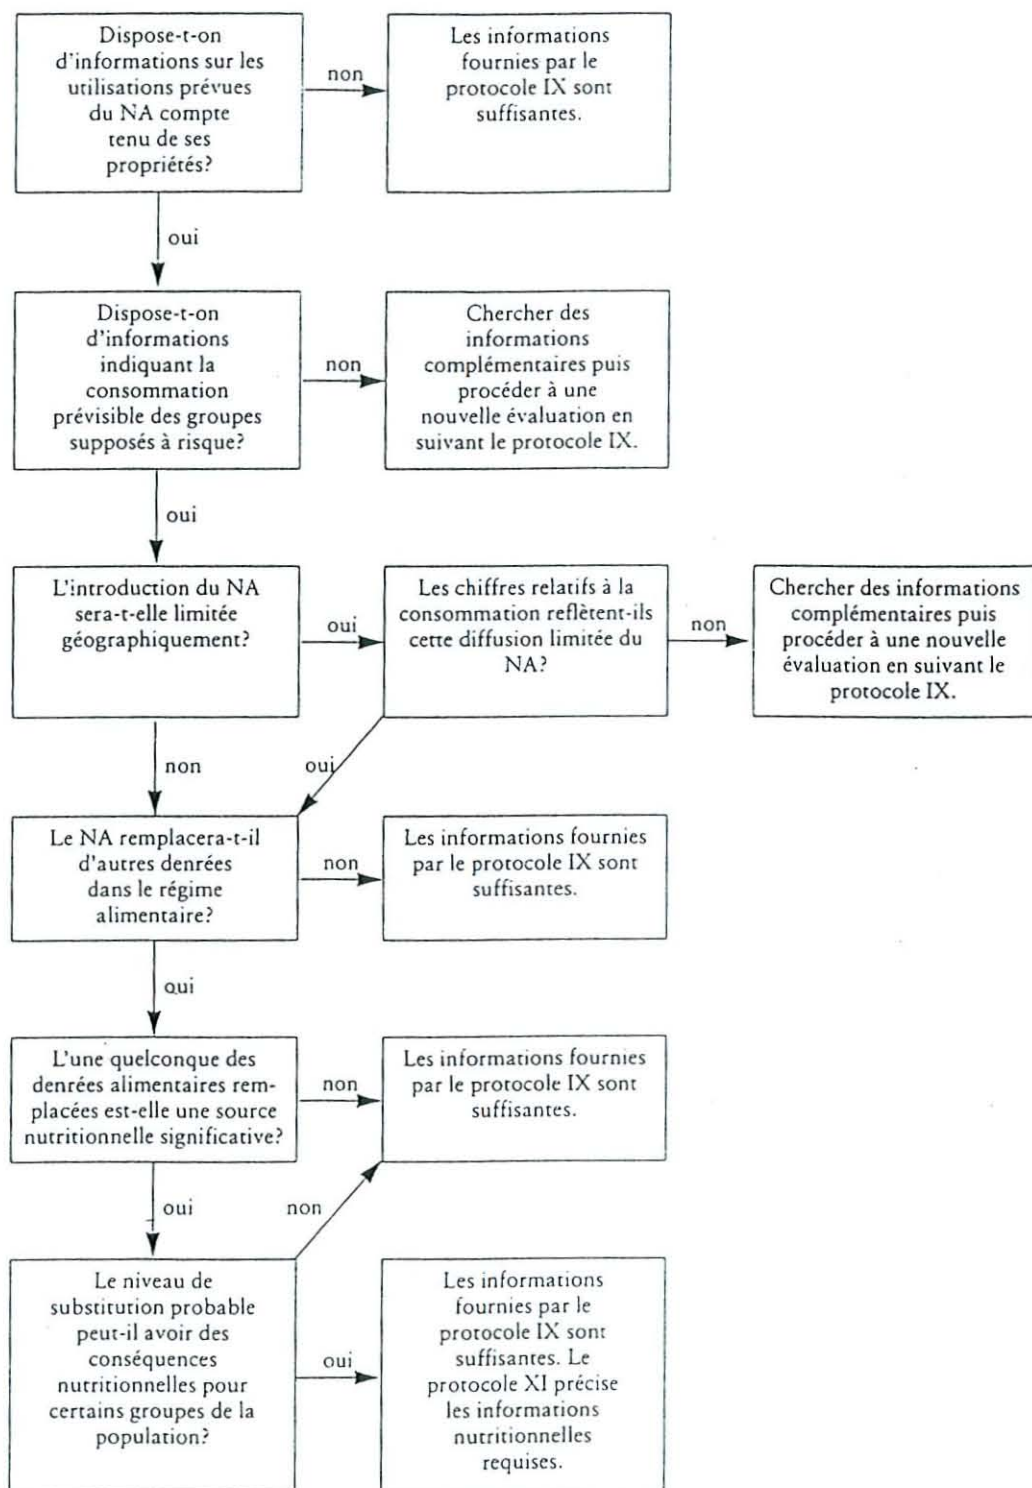 Dispose-t-on
d'informations sur les
utilisations prévues
du NA compte
tenu de ses
propriétés?
non
Les informations
fournies par le
protocole IX sont
suffisantes.
oui
Dispose-t-on
d'informations
indiquant la
consommation
prévisible des groupes
supposés à risque?
non
Chercher des
informations
complémentaires puis
procéder à une
nouvelle évaluation en
suivant le protocole IX.
oui
L'introduction du NA
sera-t-elle limitée
géographiquement?
oui
Les chiffres relatifs à la
consommation reflètent-ils
cette diffusion limitée du
NA?
non
Chercher des informations
complémentaires puis
procéder à une nouvelle
évaluation en suivant le
protocole IX.
non
oui
Le NA remplacera-t-il
d'autres denrées
dans le régime
alimentaire?
non
Les informations fournies
par le protocole IX sont
suffisantes.
oui
L'une quelconque des
denrées alimentaires rem-
placées est-elle une source
nutritionnelle significative?
non
Les informations fournies
par le protocole IX sont
suffisantes.
oui
non
Le niveau de
substitution probable
peut-il avoir des
conséquences
nutritionnelles pour
certains groupes de la
population?
oui
Les informations
fournies par le
protocole IX sont
suffisantes. Le
protocole XI précise
les informations
nutritionnelles
requises.